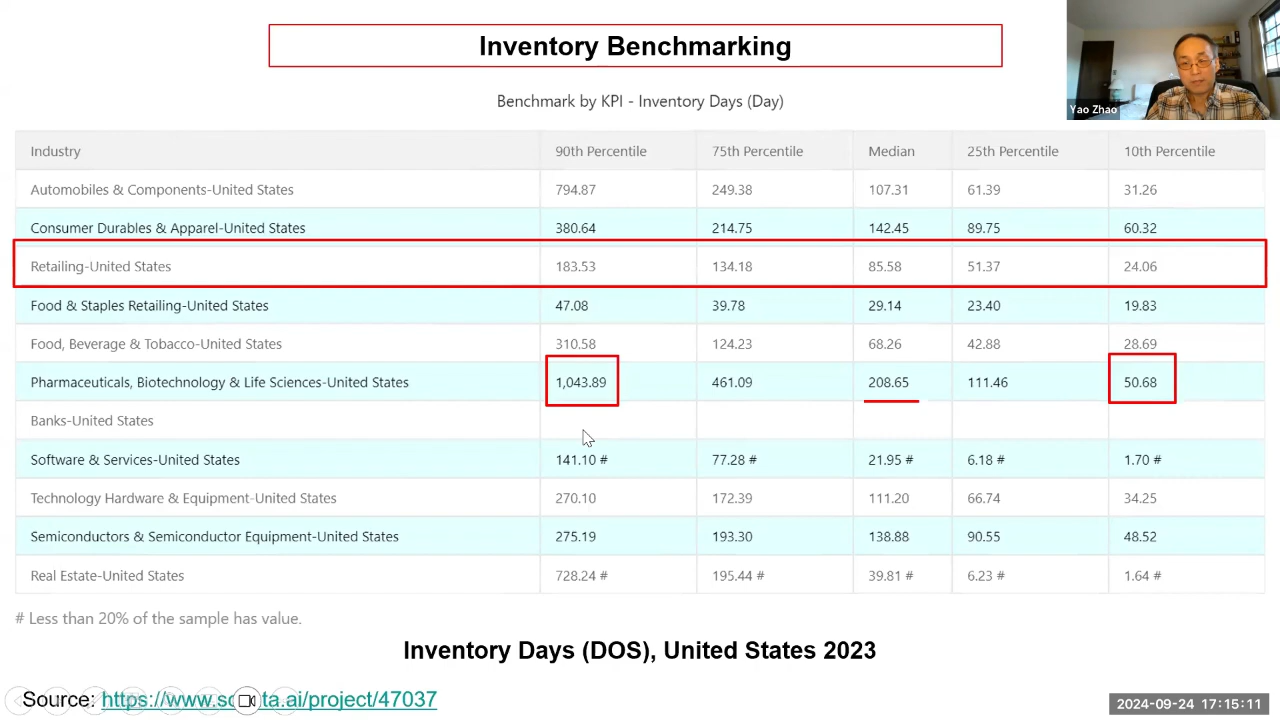 Inventory Benchmarking
Yao Zhao
Benchmark by KPI - Inventory Days (Day)
Industry 90th Percentile 75th Percentile Median 25th Percentile 10th Percentile
Automobiles & Components-United States 794.87 249.38 107.31 61.39 31.26
Consumer Durables & Apparel-United States 380.64 214.75 142.45 89.75 60.32
Retailing-United States 183.53 134.18 85.58 51.37 24.06
Food & Staples Retailing-United States 47.08 39.78 29.14 23.40 19.83
Food, Beverage & Tobacco-United States 310.58 124.23 68.26 42.88 28.69
Pharmaceuticals, Biotechnology & Life Sciences-United States 1,043.89 461.09 208.65 111.46 50.68
Banks-United States
Software & Services-United States 141.10 # 77.28 # 21.95 # 6.18 # 1.70 #
Technology Hardware & Equipment-United States 270.10 172.39 111.20 66.74 34.25
Semiconductors & Semiconductor Equipment-United States 275.19 193.30 138.88 90.55 48.52
Real Estate-United States 728.24 # 195.44 # 39.81 # 6.23 # 1.64 #
# Less than 20% of the sample has value.
Inventory Days (DOS), United States 2023
Source:
2024-09-24 17:15:11